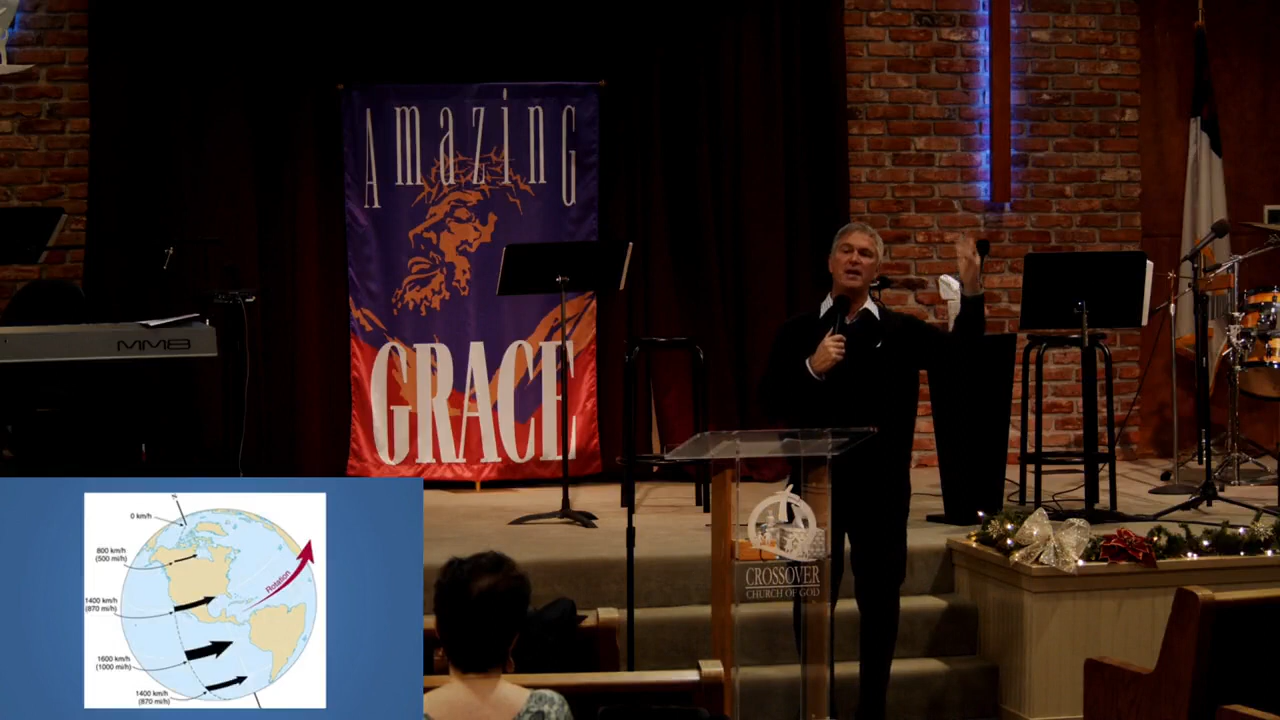 Amazing
GRACE
MM8
CROSSOVER
CHURCH OF GOD
N
0 km/h
800 km/h
(500 mi/h)
1400 km/h
(870 mi/h)
Rotation
1600 km/h
(1000 mi/h)
1400 km/h
(870 mi/h)